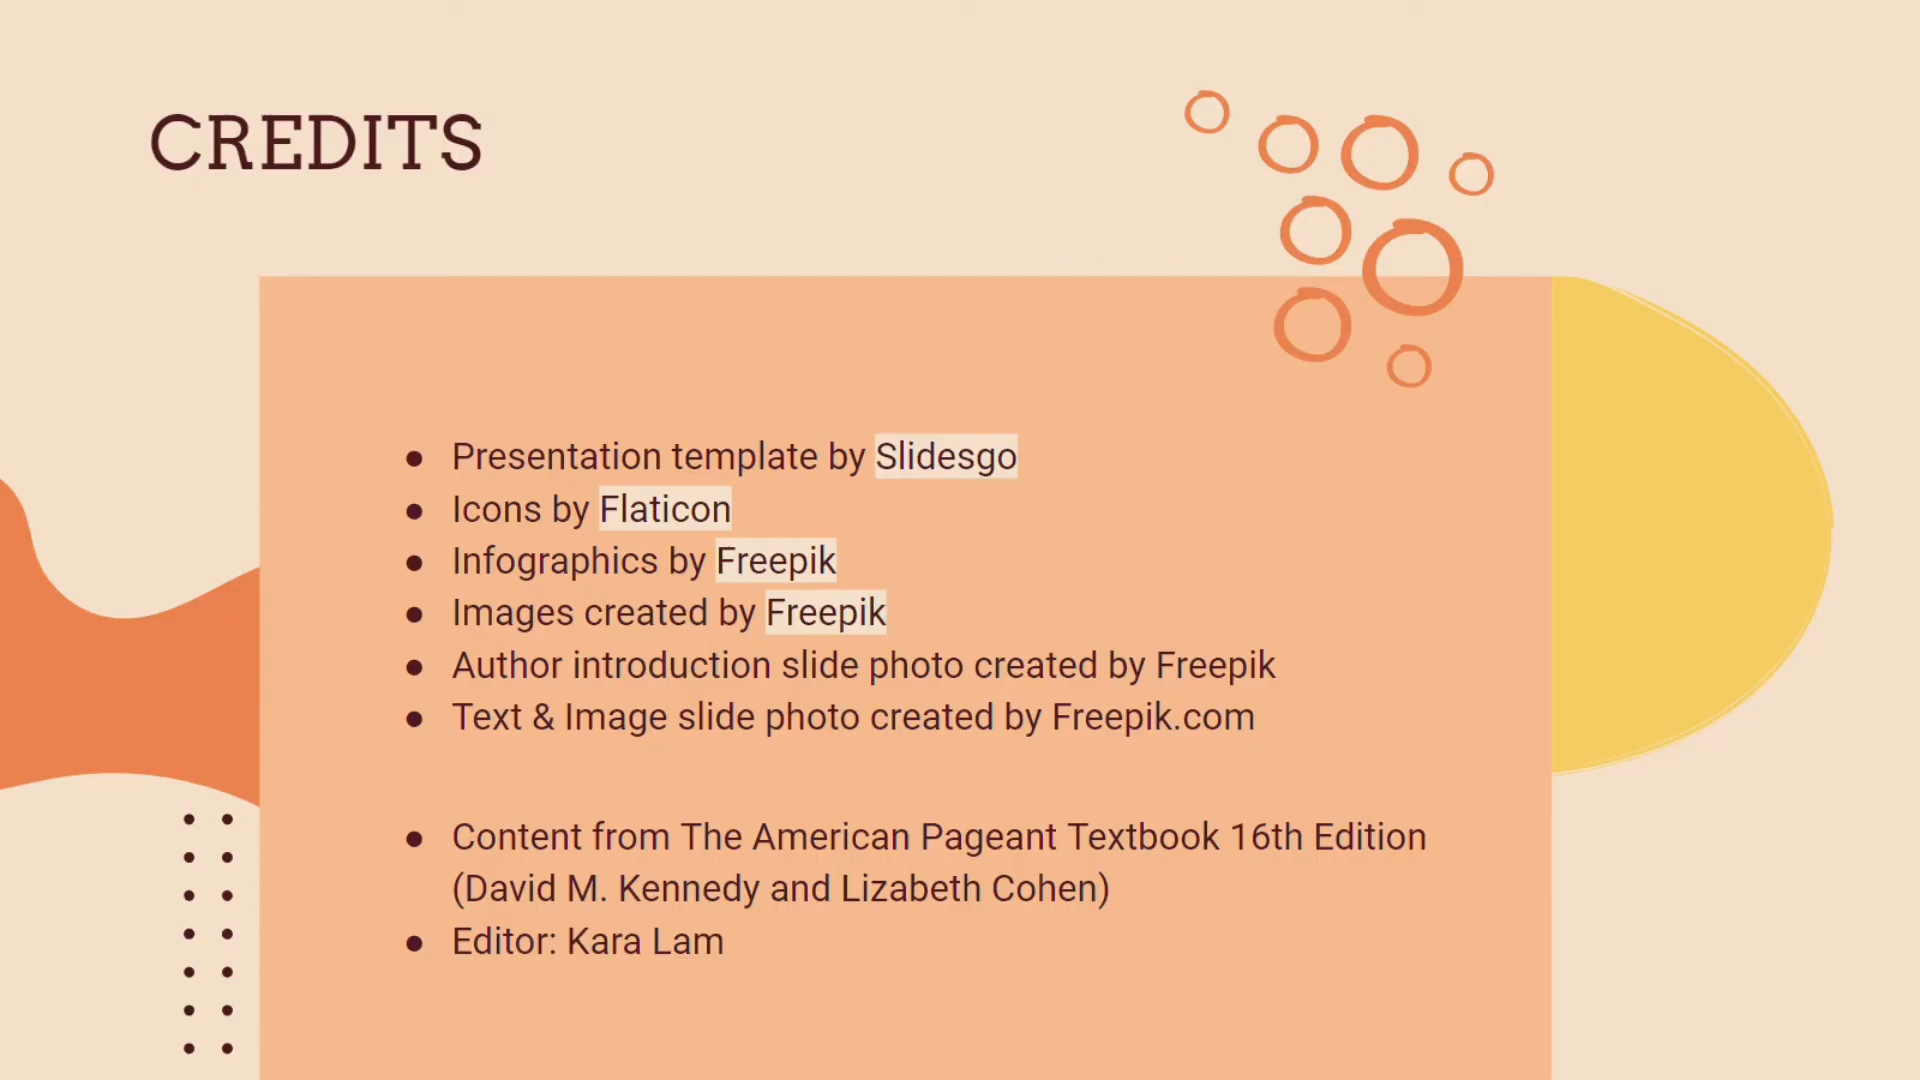 CREDITS
● Presentation template by Slidesgo
● Icons by Flaticon
● Infographics by Freepik
● Images created by Freepik
● Author introduction slide photo created by Freepik
● Text & Image slide photo created by Freepik.com
● Content from The American Pageant Textbook 16th Edition
(David M. Kennedy and Lizabeth Cohen)
● Editor: Kara Lam